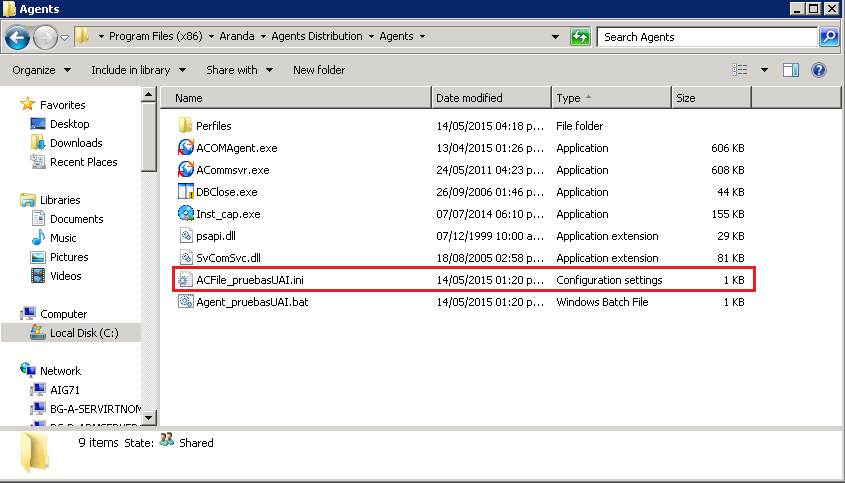 Agents
Program Files (x86) Aranda Agents Distribution Agents Search Agents
Organize Include in library Share with New folder
Favorites
Desktop
Downloads
Recent Places
Libraries
Documents
Music
Pictures
Videos
Computer
Local Disk (C:)
Network
AIG71
BG-A-SERVIRTNOM
Name Date modified Type Size
Perfiles 14/05/2015 04:18 p... File folder
ACOMAgent.exe 13/04/2015 01:26 p... Application 606 KB
ACommsvr.exe 24/05/2011 04:23 p... Application 608 KB
DBClose.exe 26/09/2006 01:46 p... Application 44 KB
Inst_cap.exe 07/07/2014 06:10 p... Application 155 KB
psapi.dll 07/12/1999 10:00 a... Application extension 29 KB
SvComSvc.dll 18/08/2005 02:58 p... Application extension 81 KB
ACFile_pruebasUAI.ini 14/05/2015 01:20 p... Configuration settings 1 KB
Agent_pruebasUAI.bat 14/05/2015 01:20 p... Windows Batch File 1 KB
9 items State: Shared